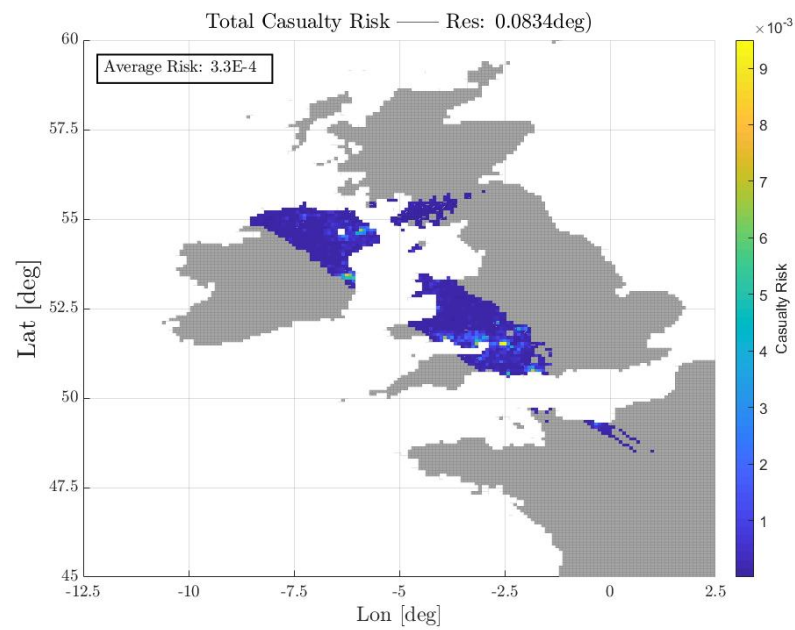 Total Casualty Risk —— Res: 0.0834deg)
×10⁻³
Average Risk: 3.3E-4
60
57.5
55
52.5
50
47.5
45
Lat [deg]
-12.5 -10 -7.5 -5 -2.5 0 2.5
Lon [deg]
9
8
7
6
5
4
3
2
1
Casualty Risk